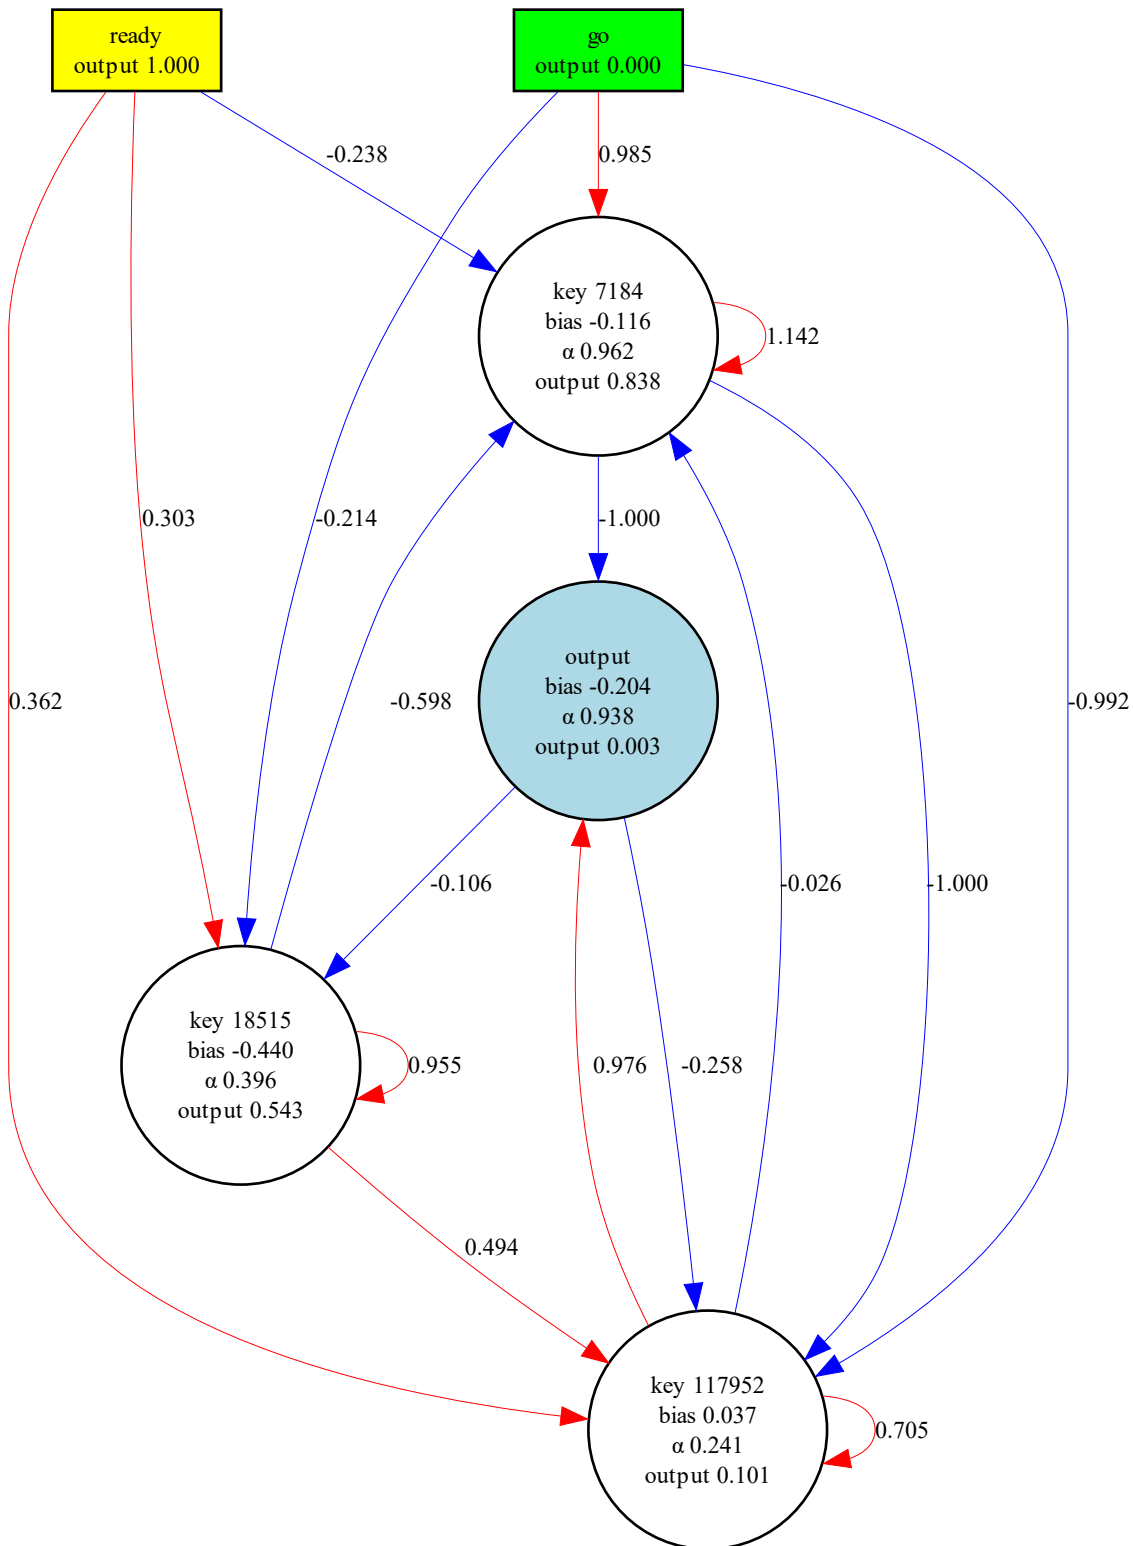 ready
output 1.000
go
output 0.000
-0.238
0.985
key 7184
bias -0.116
α 0.962
output 0.838
1.142
0.303
-0.214
-1.000
output
bias -0.204
α 0.938
output 0.003
0.362
-0.598
-0.992
-0.106
-0.026
-1.000
key 18515
bias -0.440
α 0.396
output 0.543
0.955
0.976
-0.258
0.494
key 117952
bias 0.037
α 0.241
output 0.101
0.705